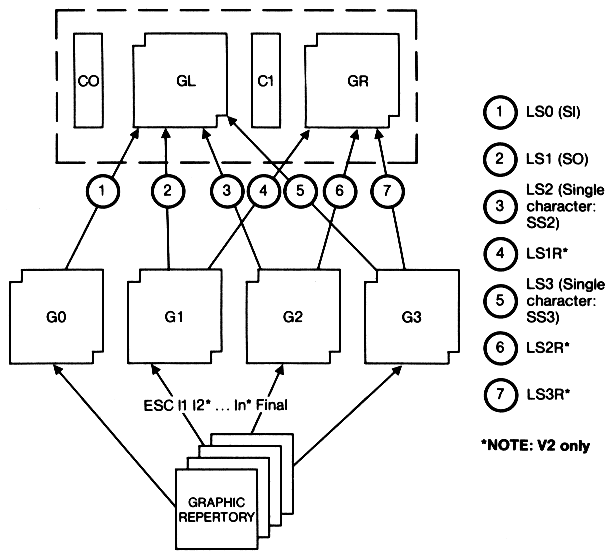 CO
GL
C1
GR
1 LS0 (SI)
2 LS1 (SO)
3 LS2 (Single
character:
SS2)
4 LS1R*
5 LS3 (Single
character:
SS3)
6 LS2R*
7 LS3R*
*NOTE: V2 only
1
2
3
4
5
6
7
G0
G1
G2
G3
ESC I1 I2* ... In* Final
GRAPHIC
REPERTORY